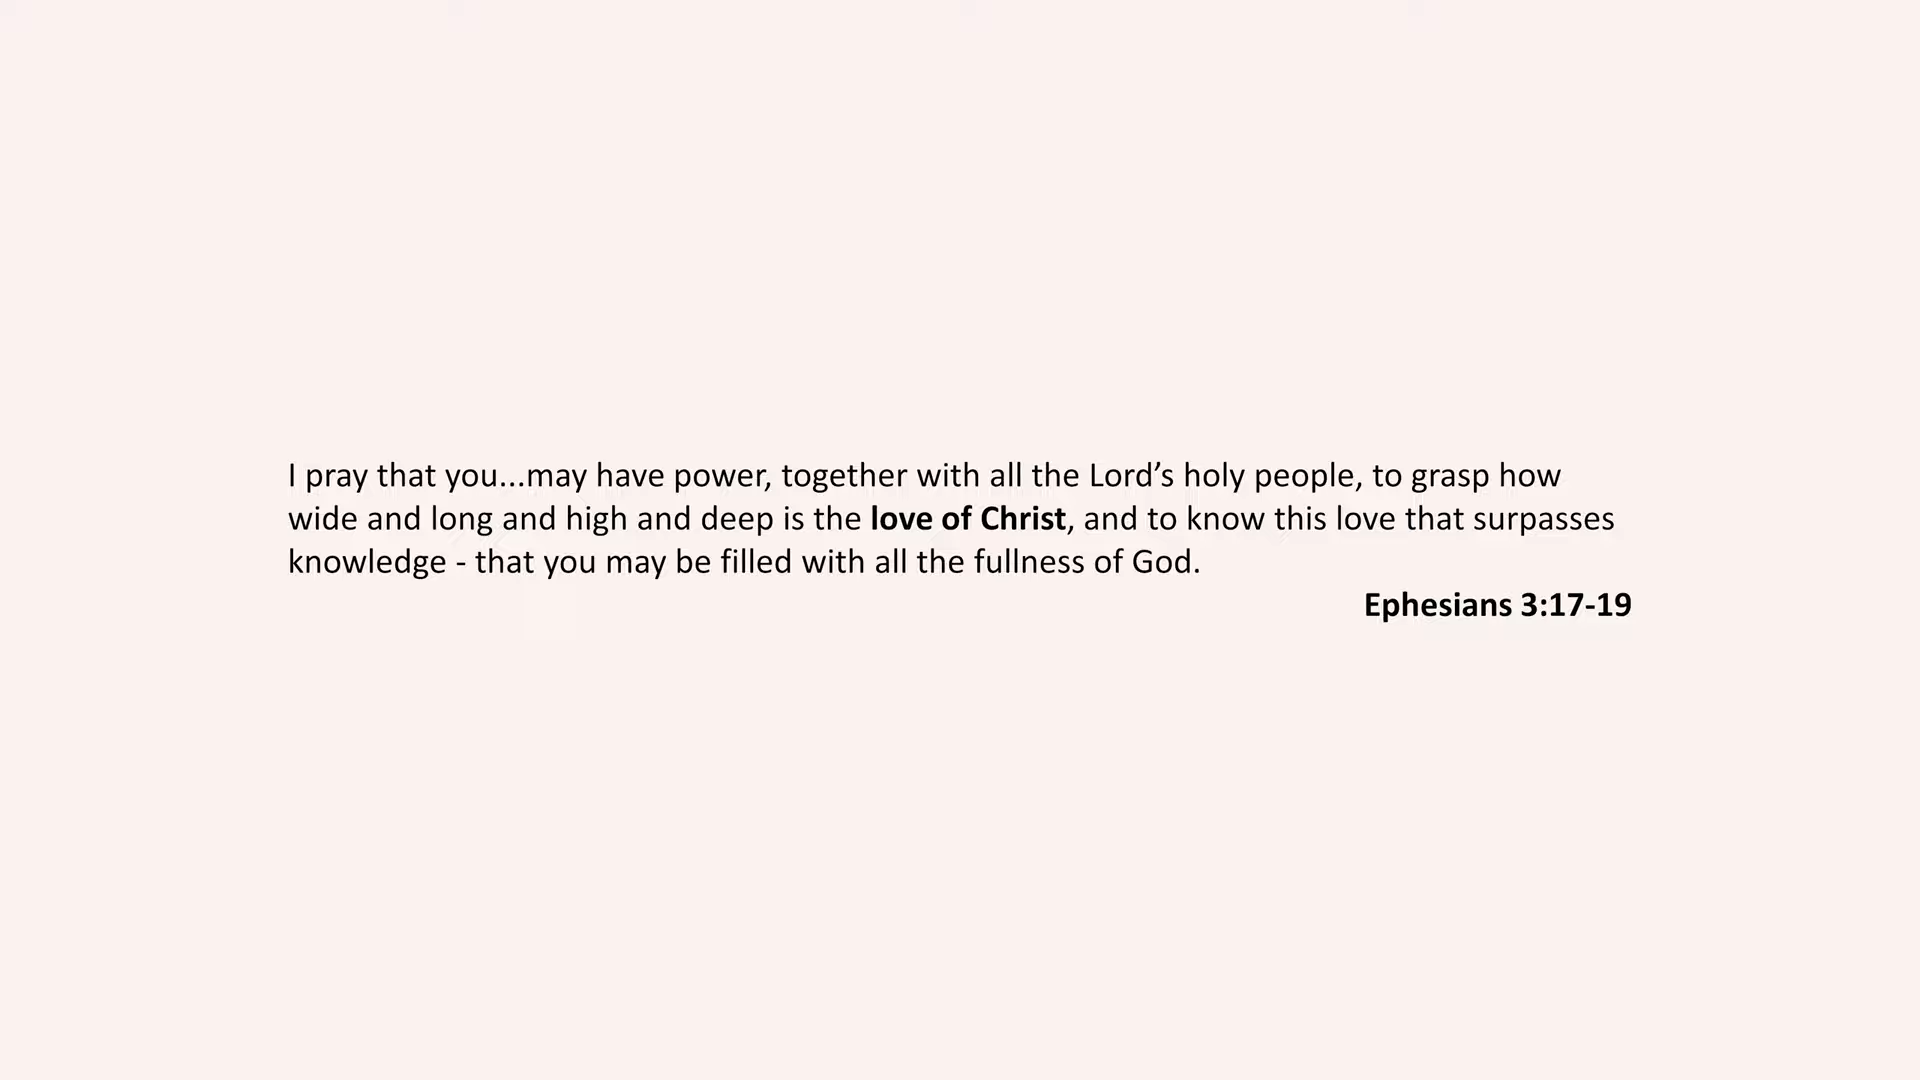 I pray that you...may have power, together with all the Lord’s holy people, to grasp how
wide and long and high and deep is the love of Christ, and to know this love that surpasses
knowledge - that you may be filled with all the fullness of God.
Ephesians 3:17-19